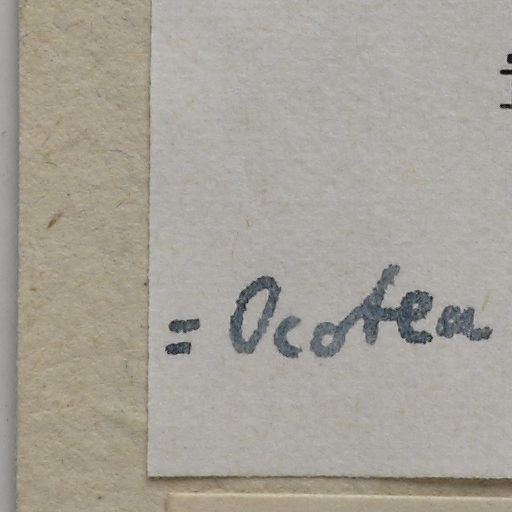 = Ocotea